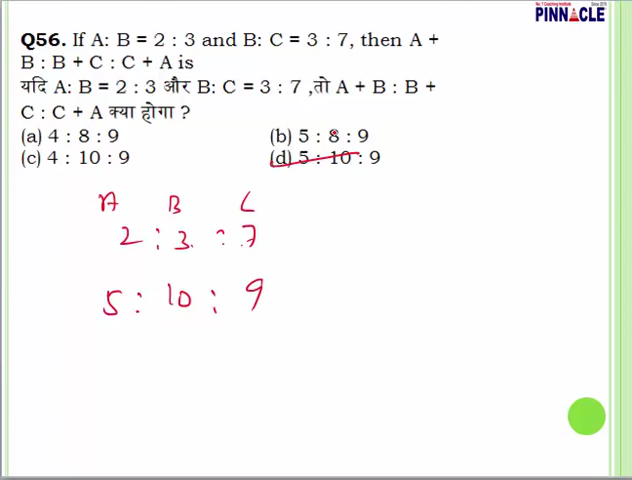 No. 1 Coaching Institute
Since 2016
PINNACLE
Q56. If A: B = 2 : 3 and B: C = 3 : 7, then A +
B : B + C : C + A is
यदि A: B = 2 : 3 और B: C = 3 : 7 ,तो A + B : B +
C : C + A क्या होगा ?
(a) 4 : 8 : 9 (b) 5 : 8 : 9
(c) 4 : 10 : 9 (d) 5 : 10 : 9
A B C
2 : 3 : 7
5 : 10 : 9